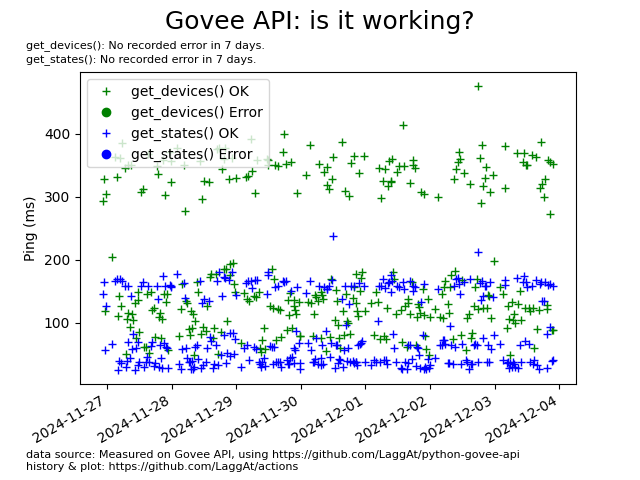 Govee API: is it working?
get_devices(): No recorded error in 7 days.
get_states(): No recorded error in 7 days.
get_devices() OK
get_devices() Error
get_states() OK
get_states() Error
400
300
200
100
Ping (ms)
2024-11-27
2024-11-28
2024-11-29
2024-11-30
2024-12-01
2024-12-02
2024-12-03
2024-12-04
data source: Measured on Govee API, using https://github.com/LaggAt/python-govee-api
history & plot: https://github.com/LaggAt/actions